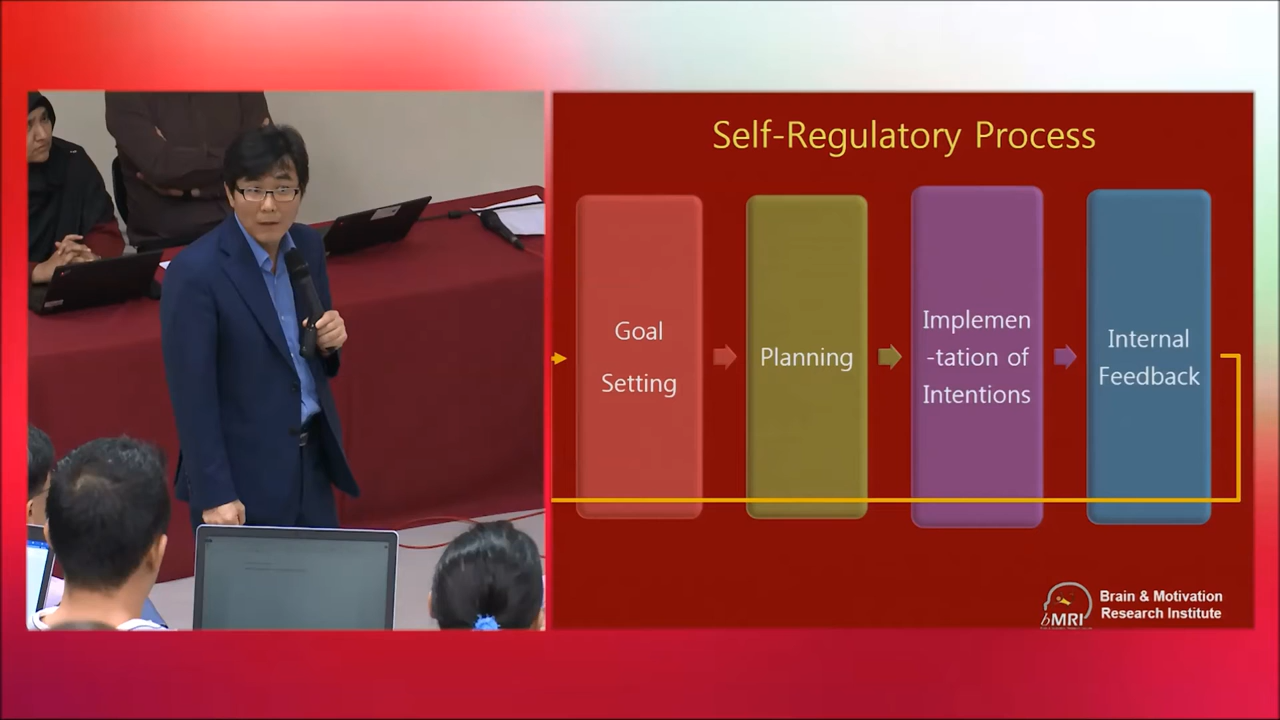 Self-Regulatory Process
Goal
Setting
Planning
Implemen
-tation of
Intentions
Internal
Feedback
bMRI
Brain & Motivation
Research Institute